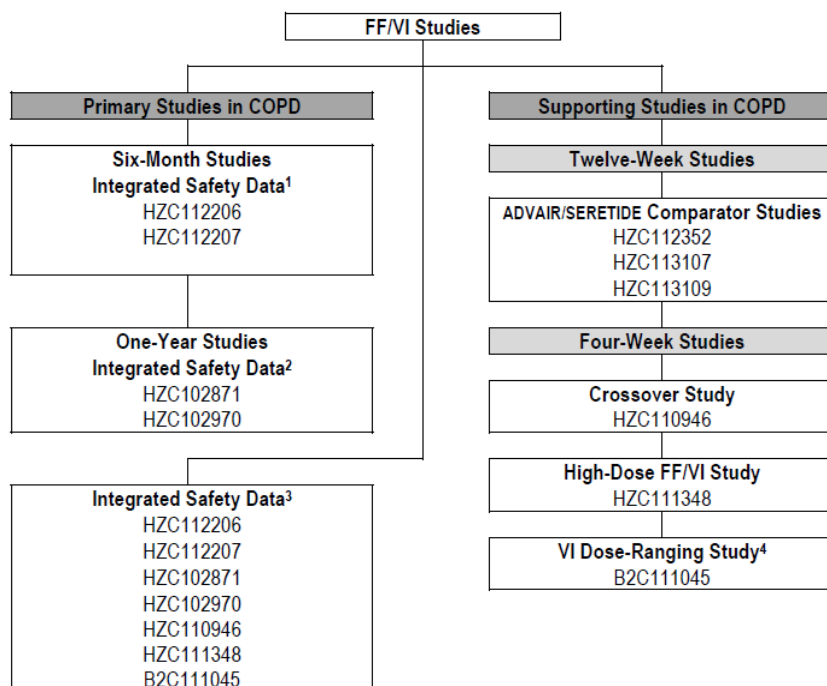 FF/VI Studies
Primary Studies in COPD
Six-Month Studies
Integrated Safety Data¹
HZC112206
HZC112207
One-Year Studies
Integrated Safety Data²
HZC102871
HZC102970
Integrated Safety Data³
HZC112206
HZC112207
HZC102871
HZC102970
HZC110946
HZC111348
B2C111045
Supporting Studies in COPD
Twelve-Week Studies
ADVAIR/SERETIDE Comparator Studies
HZC112352
HZC113107
HZC113109
Four-Week Studies
Crossover Study
HZC110946
High-Dose FF/VI Study
HZC111348
VI Dose-Ranging Study⁴
B2C111045